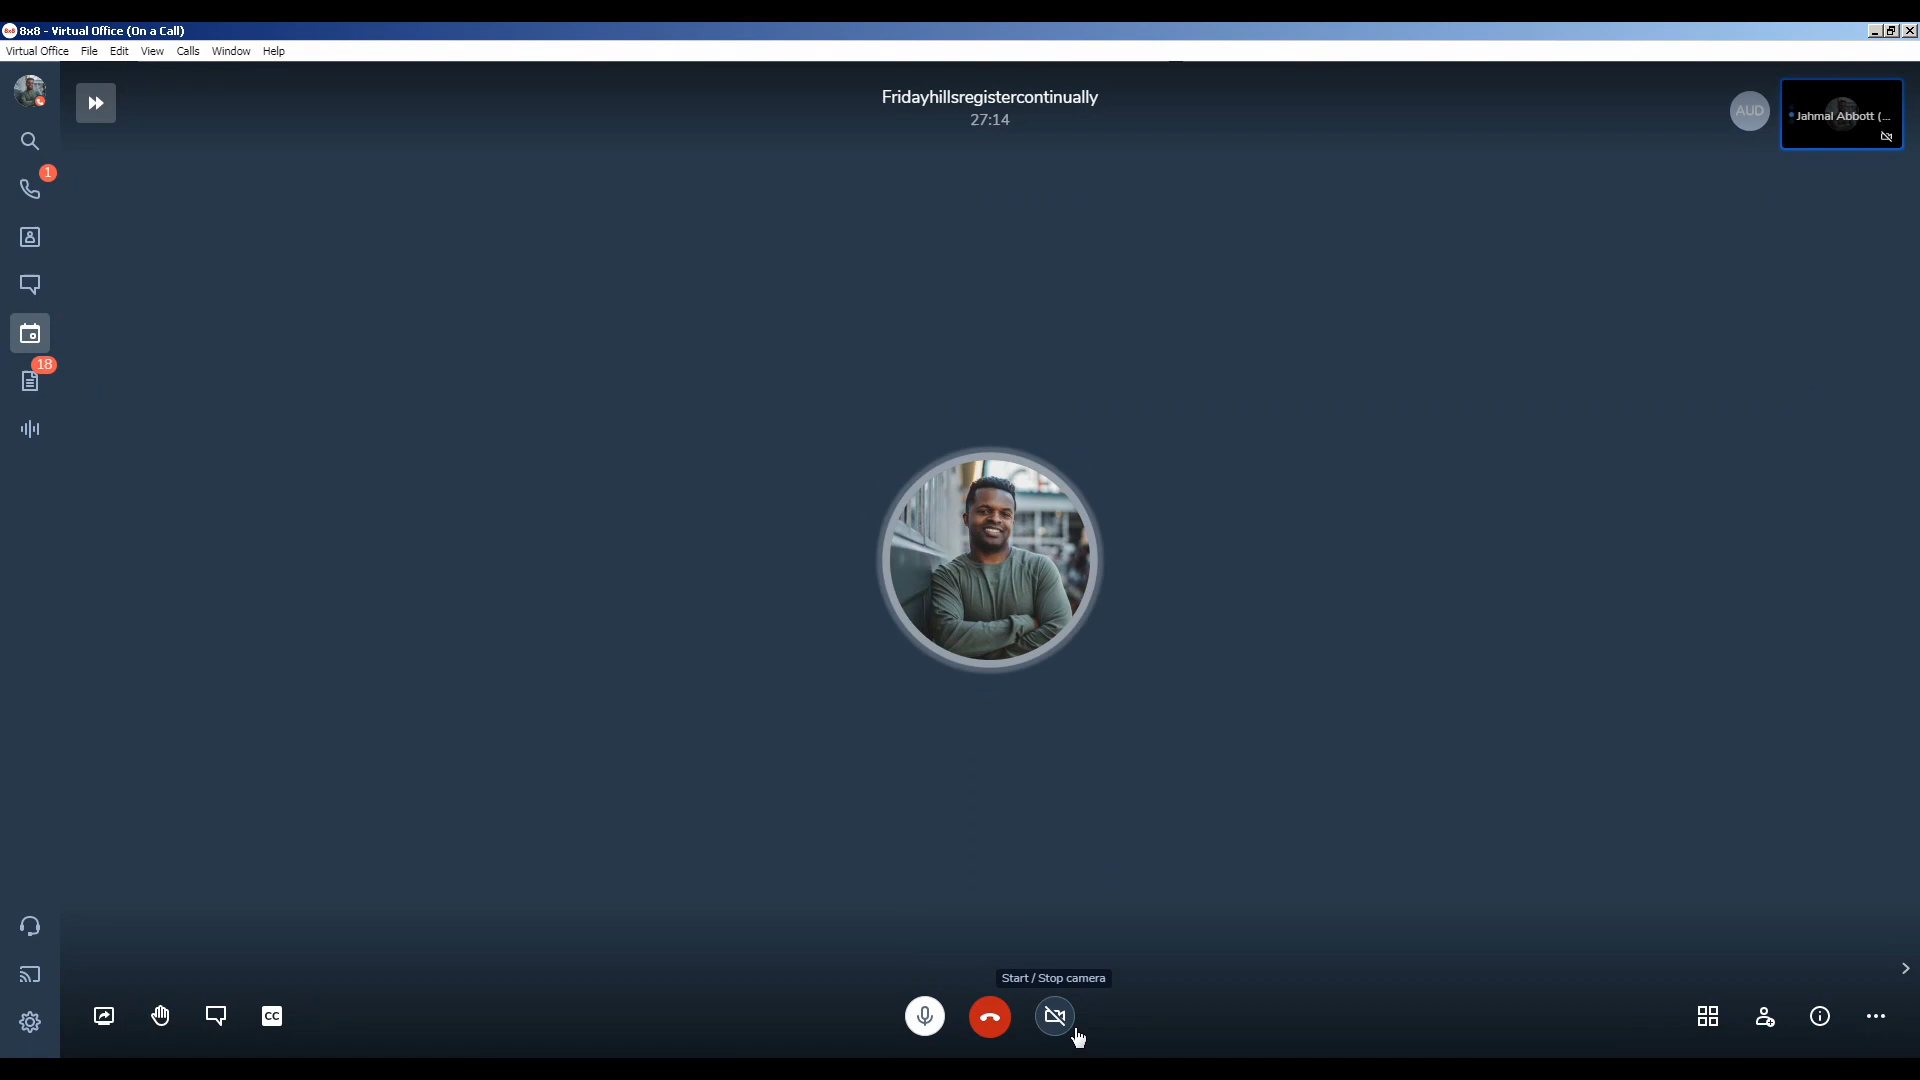 8x8 - Virtual Office (On a Call)
Virtual Office File Edit View Calls Window Help
Fridayhillsregistercontinually
27:14
AUD
Jahmal Abbott (...
1
18
Start / Stop camera
CC